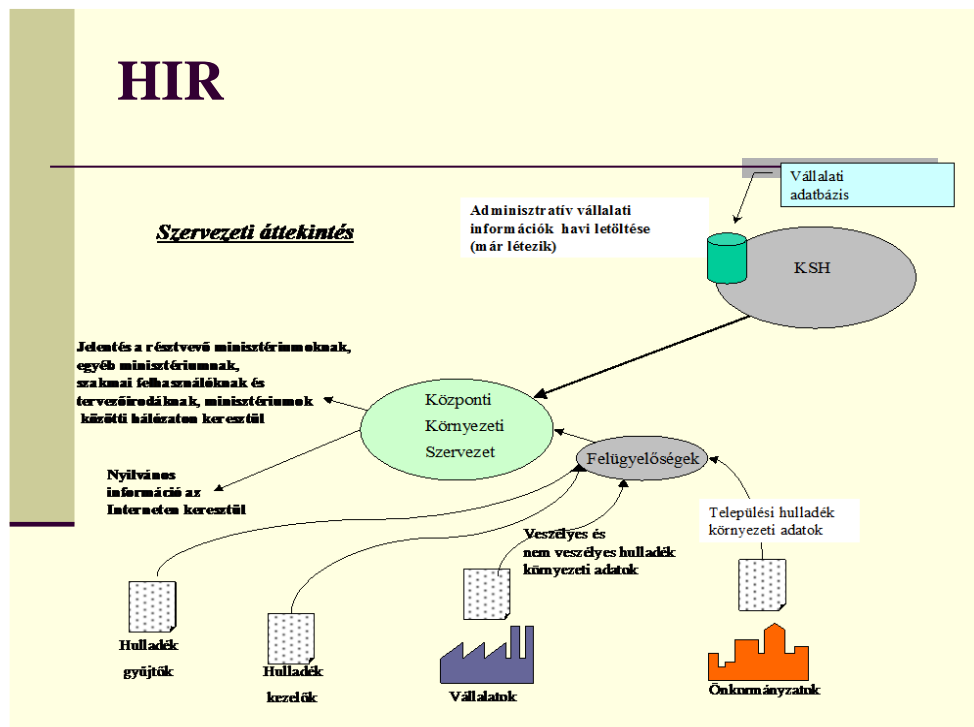 HIR
Vállalati
adatbázis
Adminisztratív vállalati
információk havi letöltése
(már létezik)
Szervezeti áttekintés
KSH
Jelentés a résztvevő minisztériumoknak,
egyéb minisztériumnak,
szakmai felhasználóknak és
tervezőirodáknak, minisztériumok
közötti hálózaton keresztül
Központi
Környezeti
Szervezet
Felügyelőségek
Nyilvános
információ az
Interneten keresztül
Települési hulladék
környezeti adatok
Veszélyes és
nem veszélyes hulladék
környezeti adatok
Hulladék
gyűjtők
Hulladék
kezelők
Vállalatok
Önkormányzatok